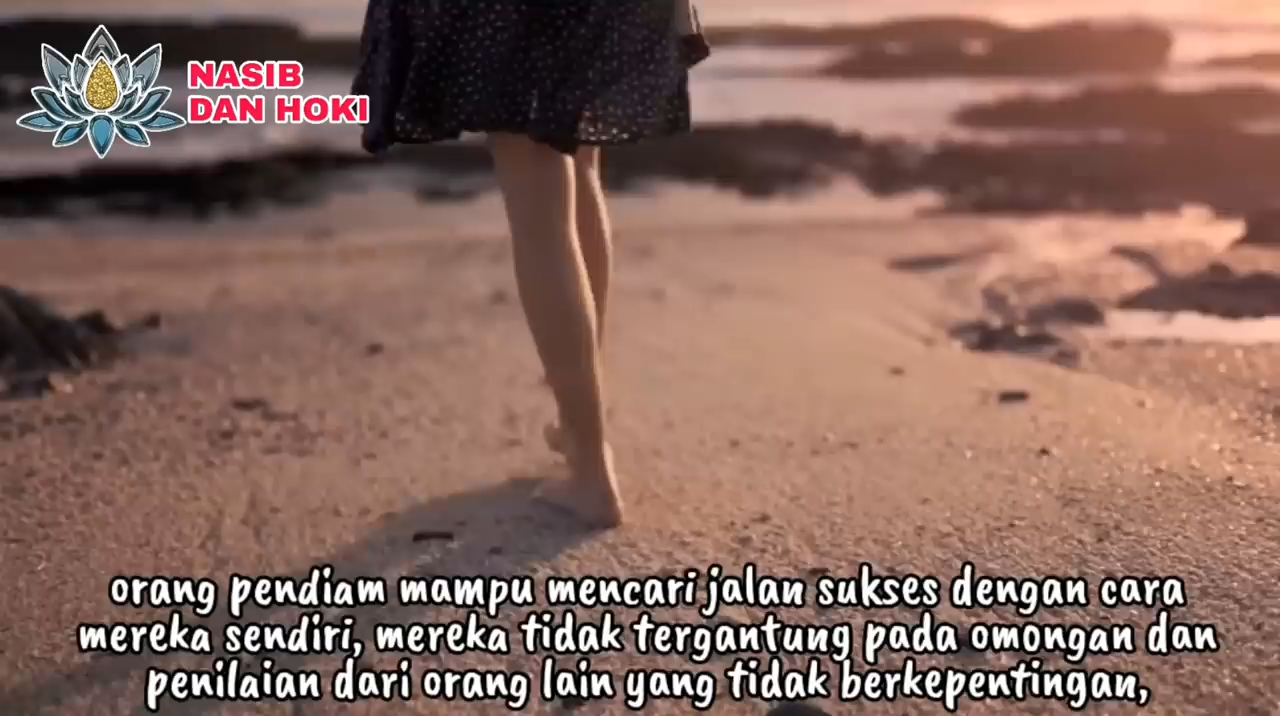 NASIB
DAN HOKI
orang pendiam mampu mencari jalan sukses dengan cara
mereka sendiri, mereka tidak tergantung pada omongan dan
penilaian dari orang lain yang tidak berkepentingan,